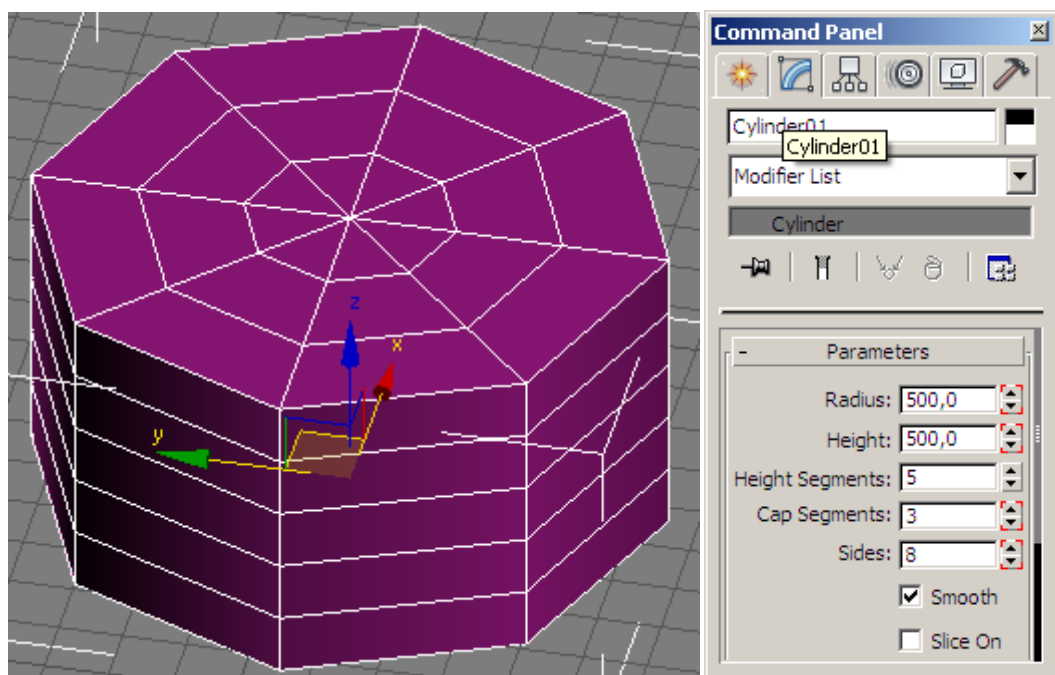 z
x
y
Command Panel
Cylinder01
Cylinder01
Modifier List
Cylinder
- Parameters
Radius: 500,0
Height: 500,0
Height Segments: 5
Cap Segments: 3
Sides: 8
Smooth
Slice On